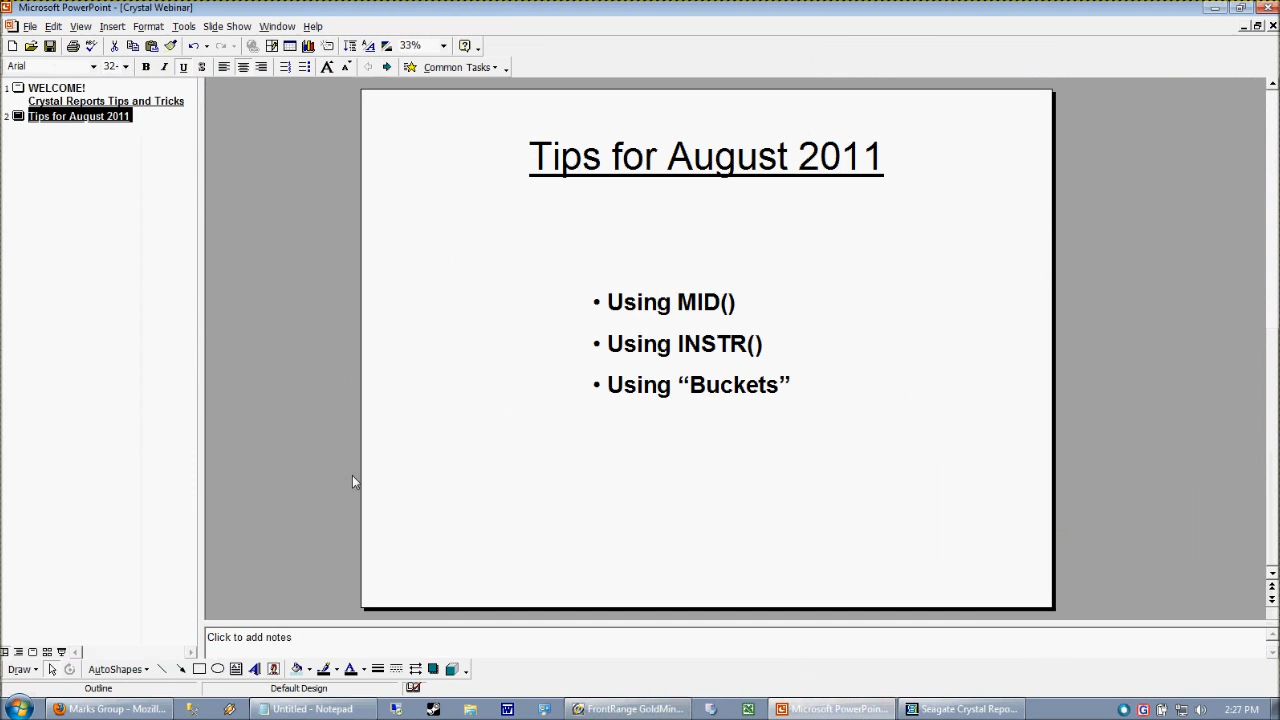 Microsoft PowerPoint - [Crystal Webinar]
File Edit View Insert Format Tools Slide Show Window Help
33%
Arial 32 B I U S A A Common Tasks
1 WELCOME!
Crystal Reports Tips and Tricks
2 Tips for August 2011
Tips for August 2011
• Using MID()
• Using INSTR()
• Using “Buckets”
Click to add notes
Draw AutoShapes
Outline Default Design
Marks Group - Mozill... Untitled - Notepad FrontRange GoldMin... Microsoft PowerPoin... Seagate Crystal Repo... 2:27 PM